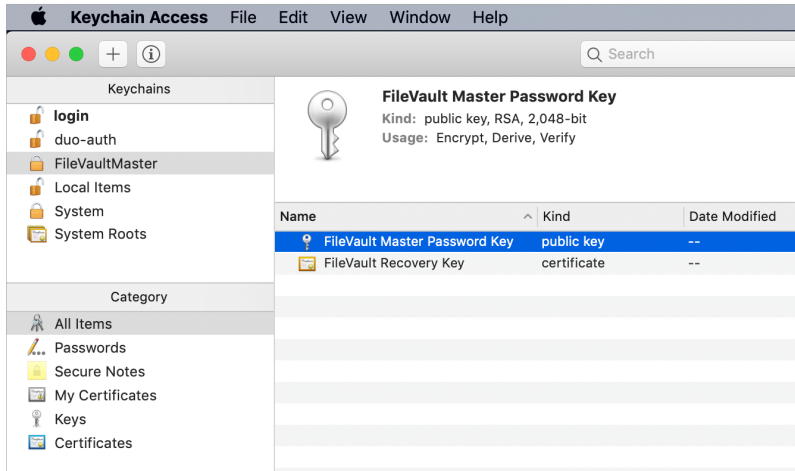 Keychain Access File Edit View Window Help
Search
Keychains
login
duo-auth
FileVaultMaster
Local Items
System
System Roots
Category
All Items
Passwords
Secure Notes
My Certificates
Keys
Certificates
FileVault Master Password Key
Kind: public key, RSA, 2,048-bit
Usage: Encrypt, Derive, Verify
Name Kind Date Modified
FileVault Master Password Key public key --
FileVault Recovery Key certificate --